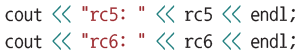 cout << "rc5: " << rc5 << endl;
cout << "rc6: " << rc6 << endl;